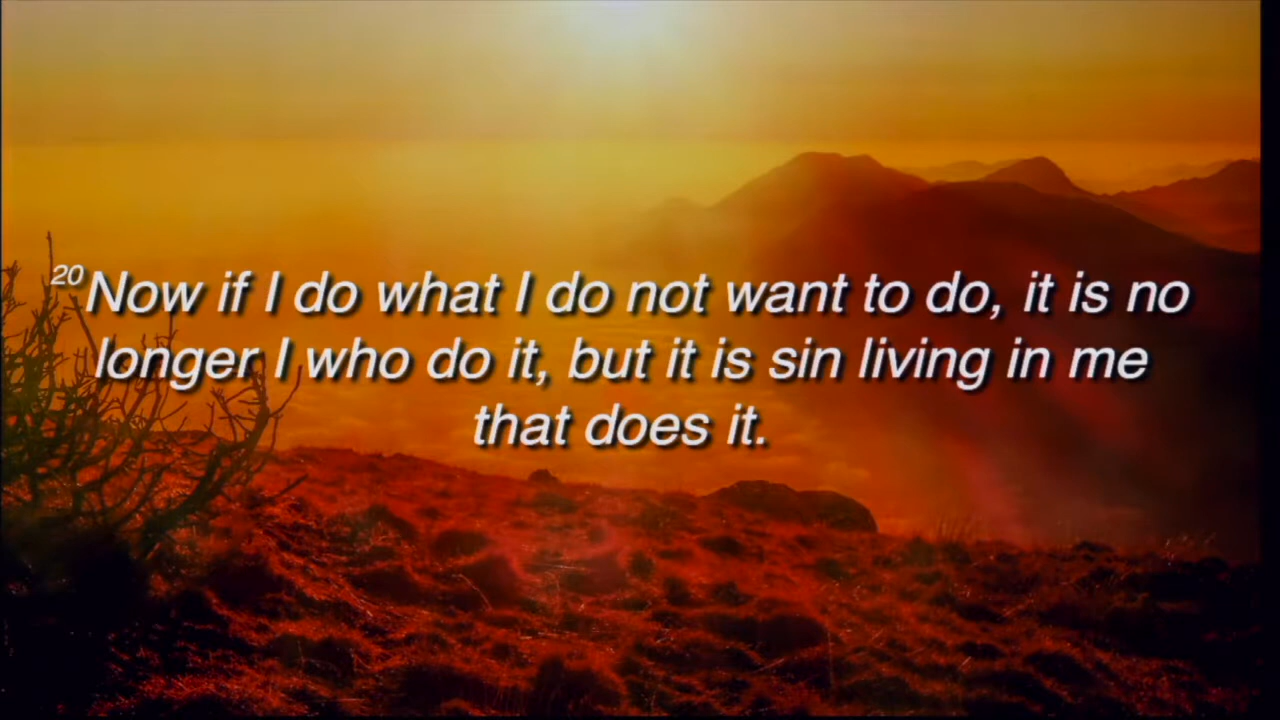 ²⁰Now if I do what I do not want to do, it is no
longer I who do it, but it is sin living in me
that does it.